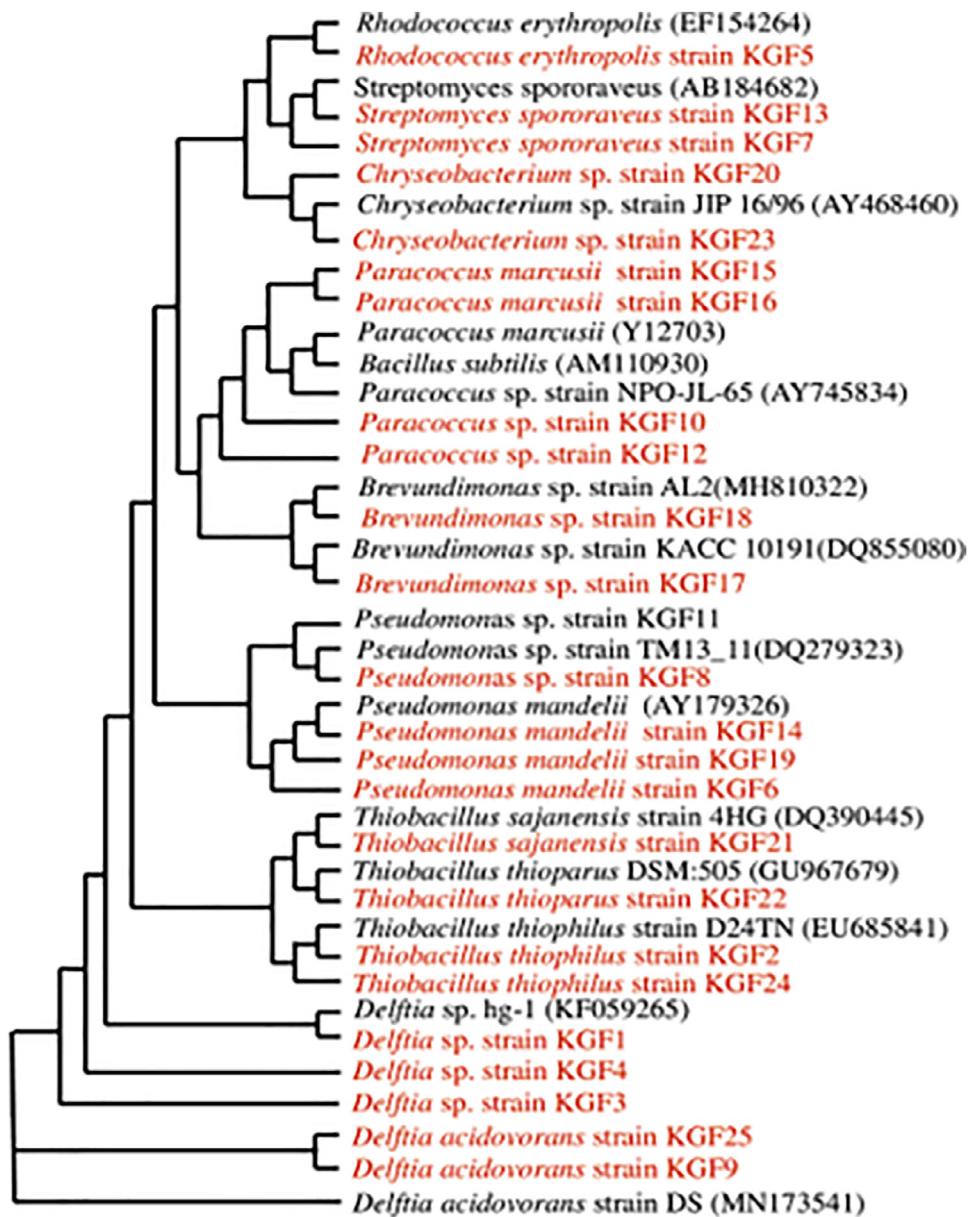 Rhodococcus erythropolis (EF154264)
Rhodococcus erythropolis strain KGF5
Streptomyces spororaveus (AB184682)
Streptomyces spororaveus strain KGF13
Streptomyces spororaveus strain KGF7
Chryseobacterium sp. strain KGF20
Chryseobacterium sp. strain JIP 16/96 (AY468460)
Chryseobacterium sp. strain KGF23
Paracoccus marcusii strain KGF15
Paracoccus marcusii strain KGF16
Paracoccus marcusii (Y12703)
Bacillus subtilis (AM110930)
Paracoccus sp. strain NPO-JL-65 (AY745834)
Paracoccus sp. strain KGF10
Paracoccus sp. strain KGF12
Brevundimonas sp. strain AL2(MH810322)
Brevundimonas sp. strain KGF18
Brevundimonas sp. strain KACC 10191(DQ855080)
Brevundimonas sp. strain KGF17
Pseudomonas sp. strain KGF11
Pseudomonas sp. strain TM13_11(DQ279323)
Pseudomonas sp. strain KGF8
Pseudomonas mandelii (AY179326)
Pseudomonas mandelii strain KGF14
Pseudomonas mandelii strain KGF19
Pseudomonas mandelii strain KGF6
Thiobacillus sajanensis strain 4HG (DQ390445)
Thiobacillus sajanensis strain KGF21
Thiobacillus thioparus DSM:505 (GU967679)
Thiobacillus thioparus strain KGF22
Thiobacillus thiophilus strain D24TN (EU685841)
Thiobacillus thiophilus strain KGF2
Thiobacillus thiophilus strain KGF24
Delftia sp. hg-1 (KF059265)
Delftia sp. strain KGF1
Delftia sp. strain KGF4
Delftia sp. strain KGF3
Delftia acidovorans strain KGF25
Delftia acidovorans strain KGF9
Delftia acidovorans strain DS (MN173541)